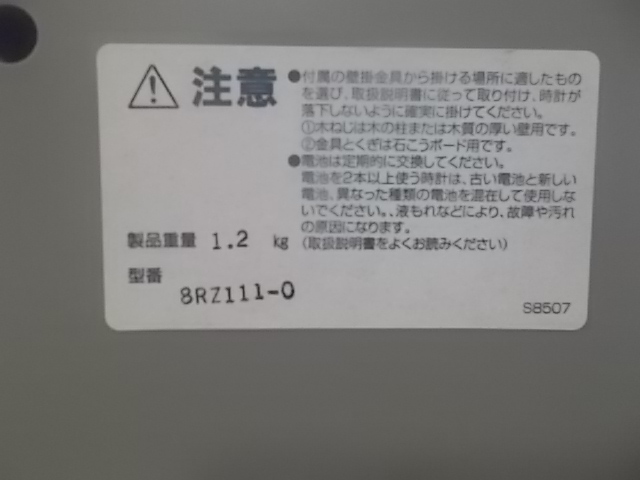 注意
●付属の壁掛金具から掛ける場所に適したもの
を選び、取扱説明書に従って取り付け、時計が
落下しないように確実に掛けてください。
①木ねじは木の柱または木質の厚い壁用です。
②金具とくぎは石こうボード用です。
●電池は定期的に交換してください。
電池を2本以上使う時計は、古い電池と新しい
電池、異なった種類の電池を混在して使用しな
いでください。、液もれなどにより、故障や汚れ
の原因になります。
(取扱説明書をよくお読みください)
製品重量 1.2 kg
型番
8RZ111-0
S8507